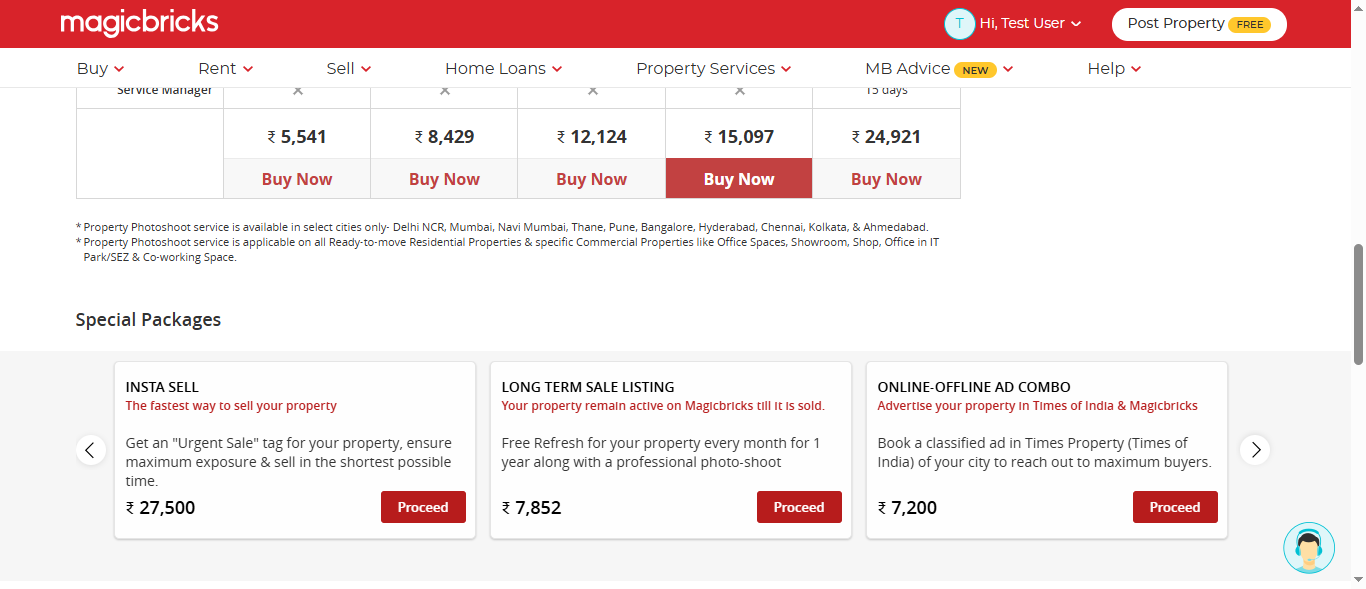 magicbricks
T Hi, Test User
Post Property FREE
Buy Rent Sell Home Loans Property Services MB Advice NEW Help
Service Manager 15 days
₹ 5,541 ₹ 8,429 ₹ 12,124 ₹ 15,097 ₹ 24,921
Buy Now Buy Now Buy Now Buy Now Buy Now
* Property Photoshoot service is available in select cities only- Delhi NCR, Mumbai, Navi Mumbai, Thane, Pune, Bangalore, Hyderabad, Chennai, Kolkata, & Ahmedabad.
* Property Photoshoot service is applicable on all Ready-to-move Residential Properties & specific Commercial Properties like Office Spaces, Showroom, Shop, Office in IT
Park/SEZ & Co-working Space.
Special Packages
INSTA SELL
The fastest way to sell your property
Get an "Urgent Sale" tag for your property, ensure
maximum exposure & sell in the shortest possible
time.
₹ 27,500 Proceed
LONG TERM SALE LISTING
Your property remain active on Magicbricks till it is sold.
Free Refresh for your property every month for 1
year along with a professional photo-shoot
₹ 7,852 Proceed
ONLINE-OFFLINE AD COMBO
Advertise your property in Times of India & Magicbricks
Book a classified ad in Times Property (Times of
India) of your city to reach out to maximum buyers.
₹ 7,200 Proceed